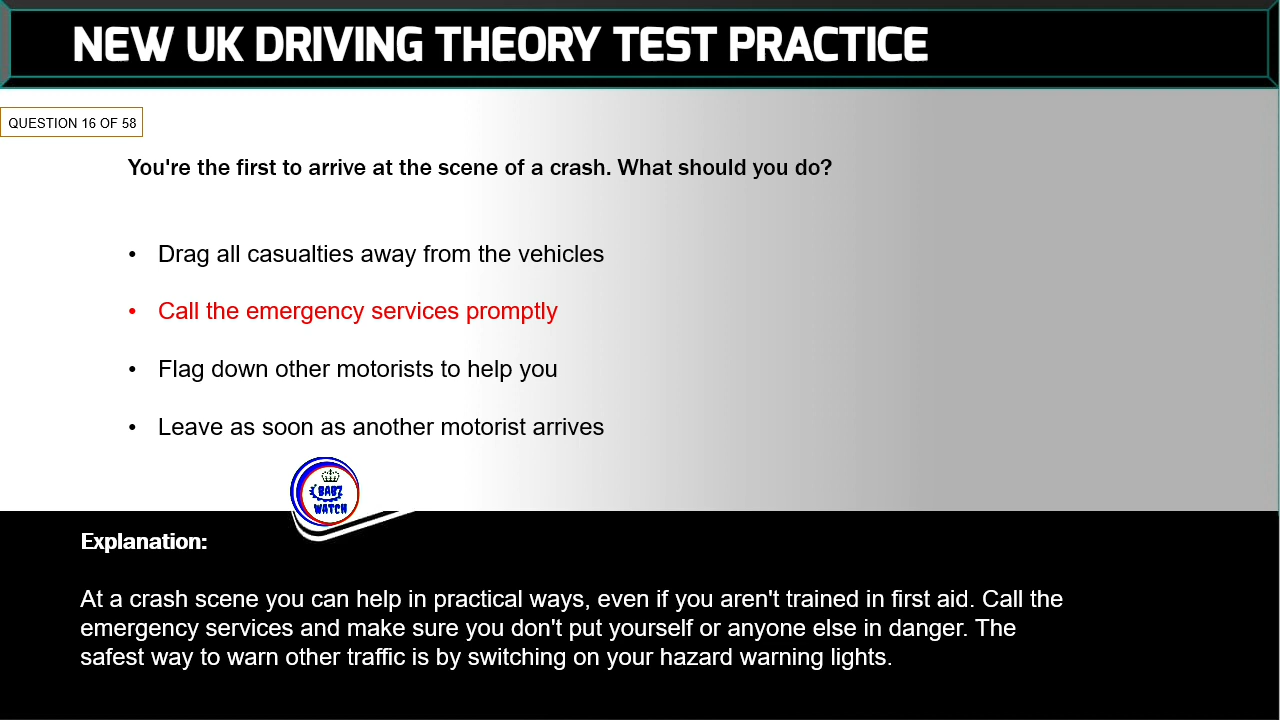 NEW UK DRIVING THEORY TEST PRACTICE
QUESTION 16 OF 58
You're the first to arrive at the scene of a crash. What should you do?
• Drag all casualties away from the vehicles
• Call the emergency services promptly
• Flag down other motorists to help you
• Leave as soon as another motorist arrives
BABZ
WATCH
Explanation:
At a crash scene you can help in practical ways, even if you aren't trained in first aid. Call the
emergency services and make sure you don't put yourself or anyone else in danger. The
safest way to warn other traffic is by switching on your hazard warning lights.